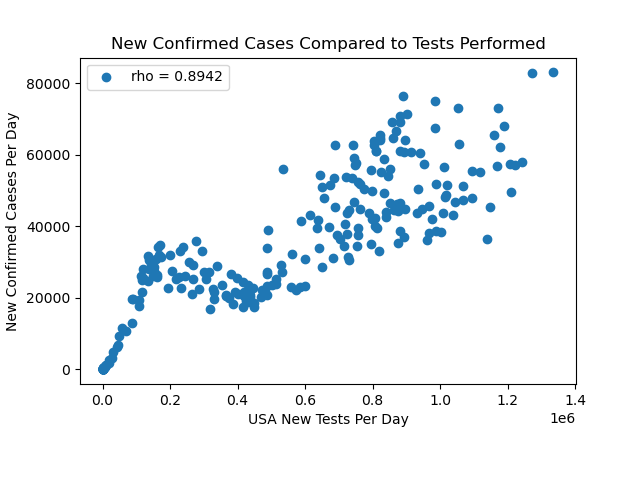 New Confirmed Cases Compared to Tests Performed
rho = 0.8942
New Confirmed Caeses Per Day
80000
60000
40000
20000
0
0.0 0.2 0.4 0.6 0.8 1.0 1.2 1.4
1e6
USA New Tests Per Day